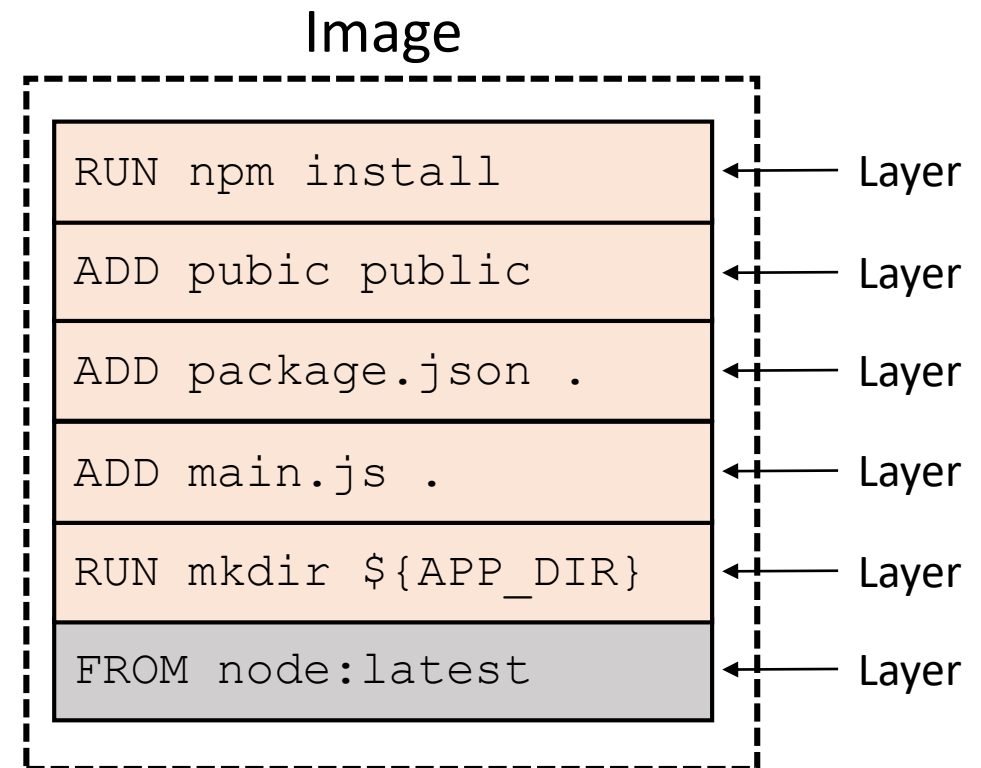 Image
RUN npm install
Layer
ADD pubic public
Layer
ADD package.json .
Layer
ADD main.js .
Layer
RUN mkdir ${APP_DIR}
Layer
FROM node:latest
Layer